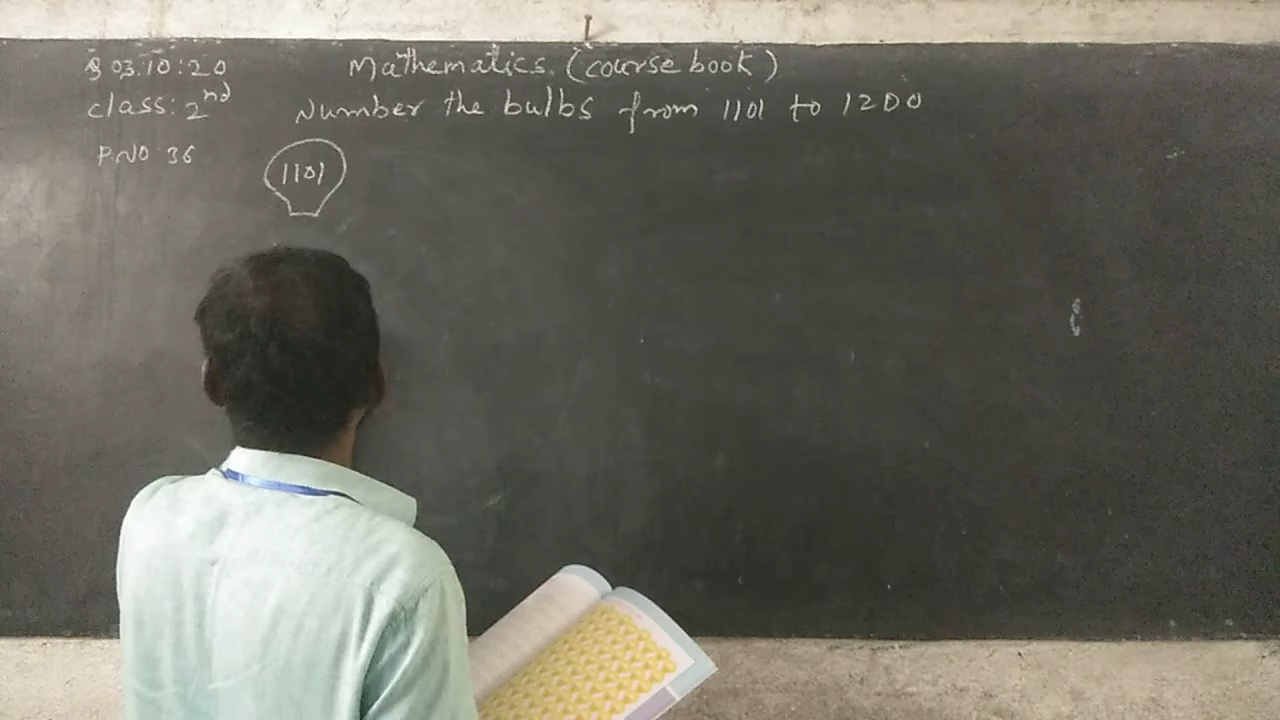 03:10:20 Mathematics. (course book)
class: 2nd Number the bulbs from 1101 to 1200
P.NO 36
1101